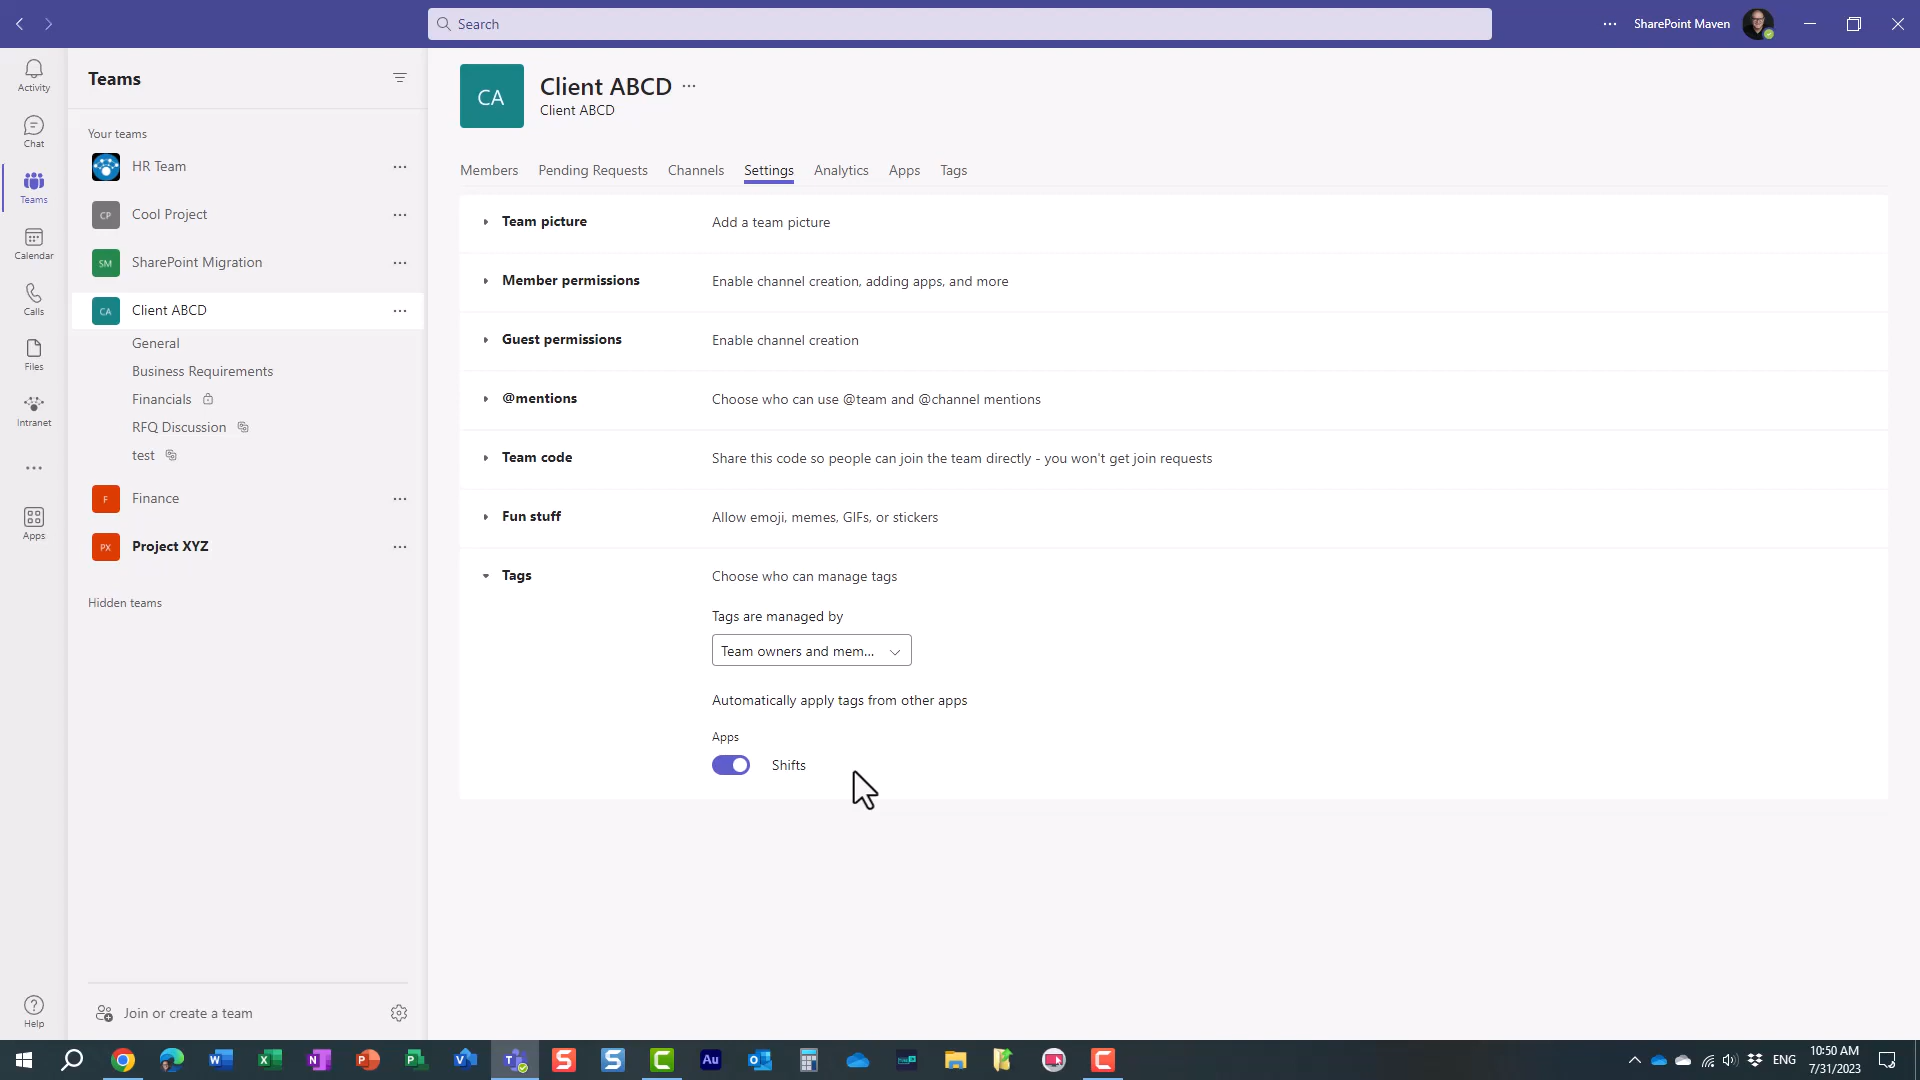 Search
SharePoint Maven
Activity
Chat
Teams
Calendar
Calls
Files
Intranet
Apps
Help
Teams
Your teams
HR Team
CP Cool Project
SM SharePoint Migration
CA Client ABCD
General
Business Requirements
Financials
RFQ Discussion
test
F Finance
PX Project XYZ
Hidden teams
Join or create a team
CA
Client ABCD
Client ABCD
Members Pending Requests Channels Settings Analytics Apps Tags
Team picture Add a team picture
Member permissions Enable channel creation, adding apps, and more
Guest permissions Enable channel creation
@mentions Choose who can use @team and @channel mentions
Team code Share this code so people can join the team directly - you won't get join requests
Fun stuff Allow emoji, memes, GIFs, or stickers
Tags Choose who can manage tags
Tags are managed by
Team owners and mem...
Automatically apply tags from other apps
Apps
Shifts
ENG
10:50 AM
7/31/2023